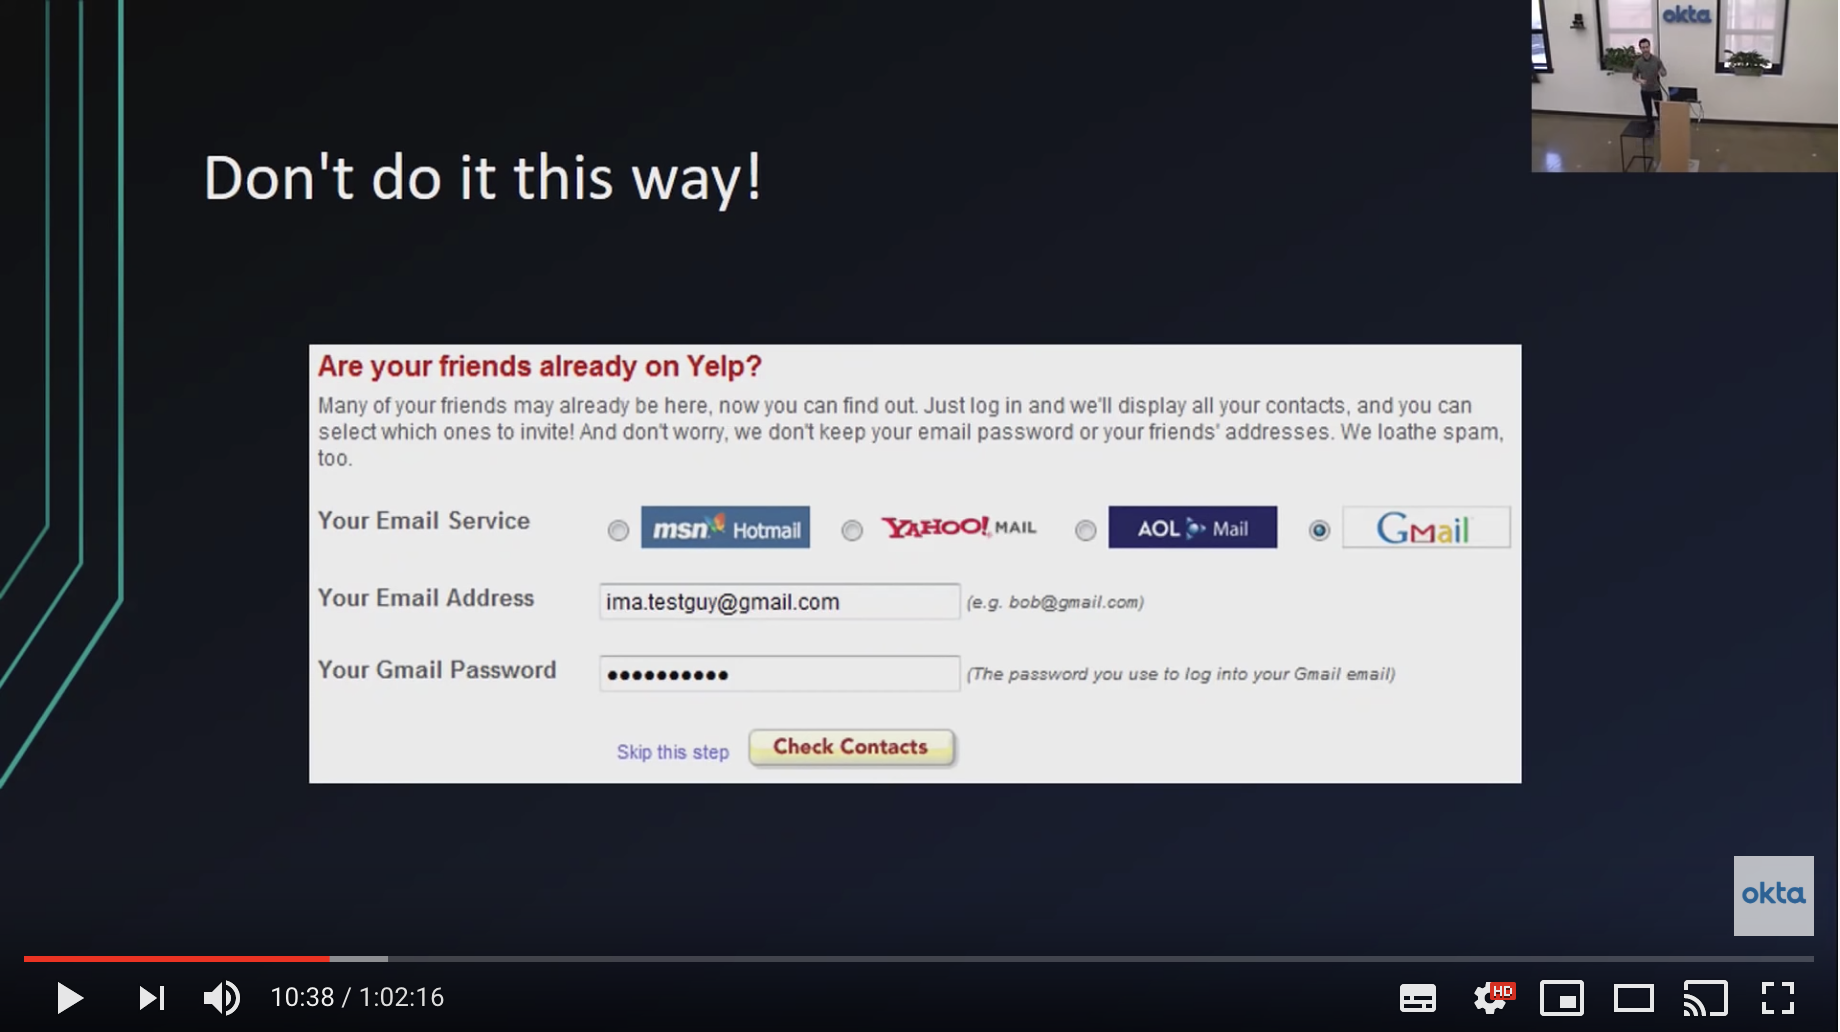 okta
Don't do it this way!
Are your friends already on Yelp?
Many of your friends may already be here, now you can find out. Just log in and we'll display all your contacts, and you can
select which ones to invite! And don't worry, we don't keep your email password or your friends' addresses. We loathe spam,
too.
Your Email Service msn Hotmail YAHOO! MAIL AOL Mail Gmail
Your Email Address ima.testguy@gmail.com (e.g. bob@gmail.com)
Your Gmail Password •••••••••• (The password you use to log into your Gmail email)
Skip this step Check Contacts
okta
10:38 / 1:02:16 HD